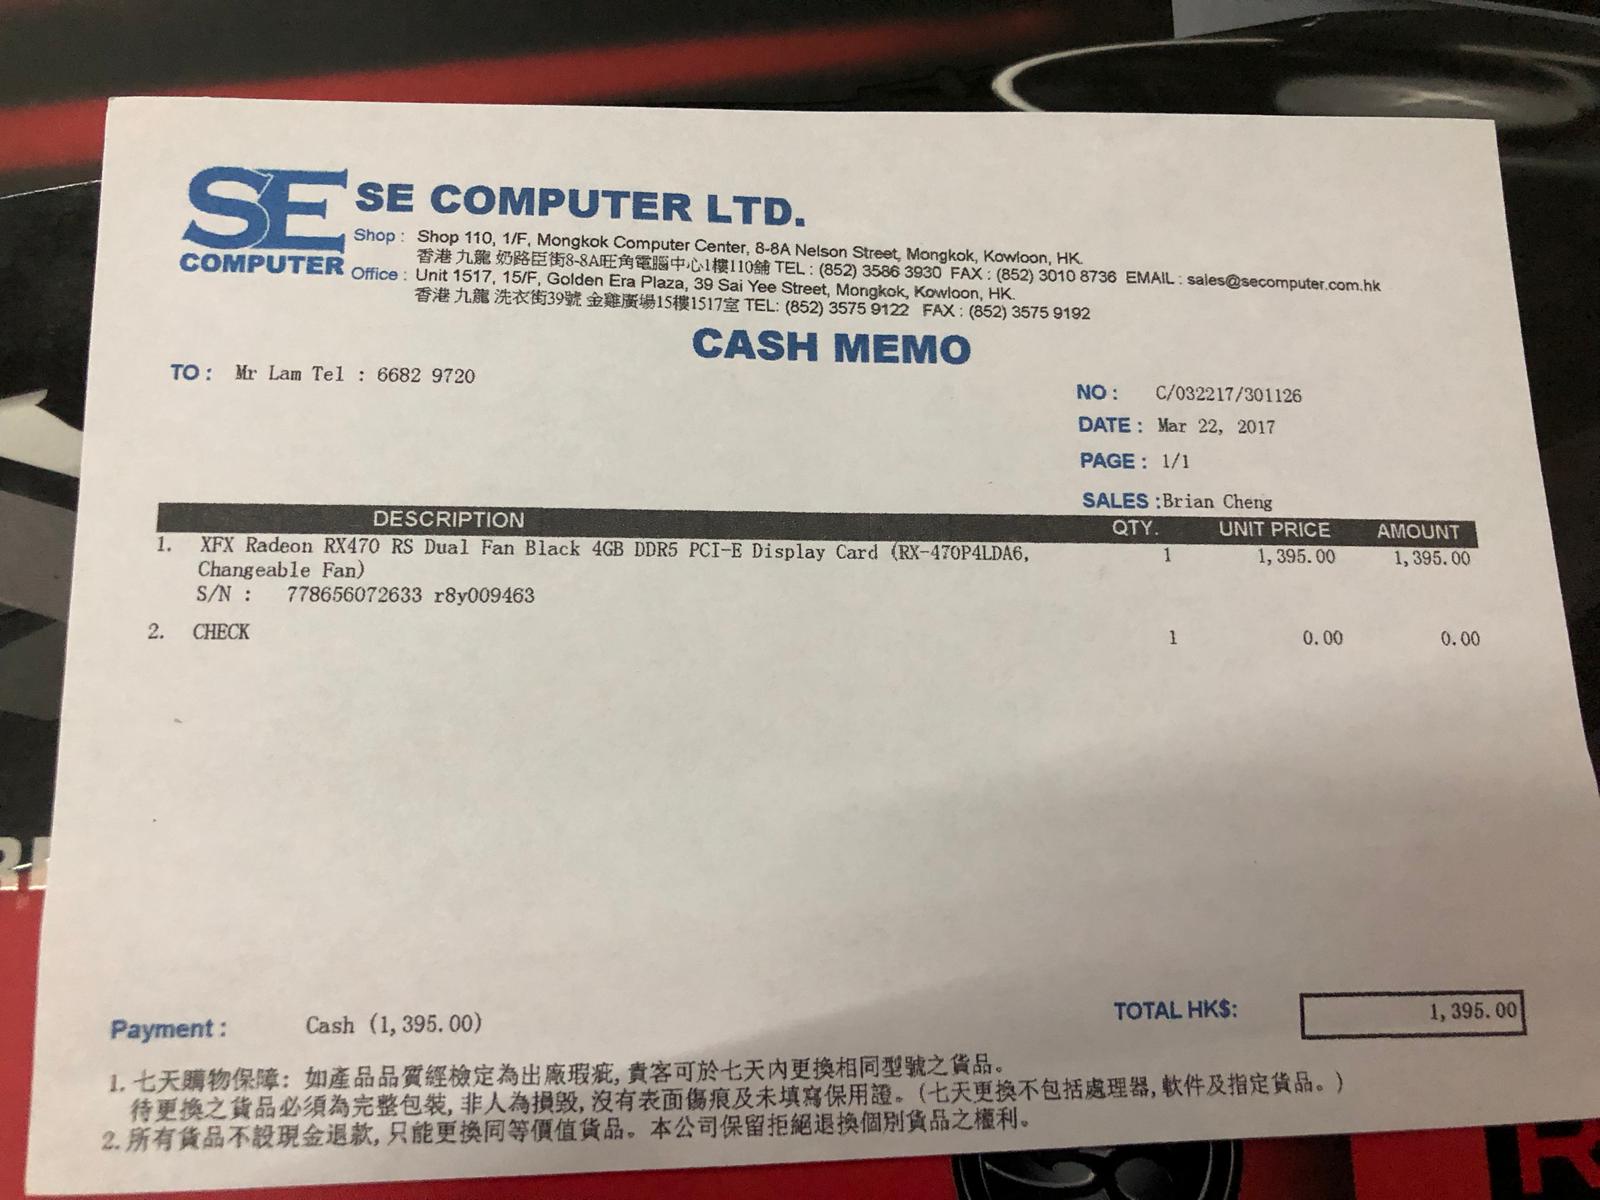 SE COMPUTER
SE COMPUTER LTD.
Shop : Shop 110, 1/F, Mongkok Computer Center, 8-8A Nelson Street, Mongkok, Kowloon, HK.
香港 九龍 奶路臣街8-8A旺角電腦中心1樓110舖 TEL : (852) 3586 3930 FAX : (852) 3010 8736 EMAIL : sales@secomputer.com.hk
Office : Unit 1517, 15/F, Golden Era Plaza, 39 Sai Yee Street, Mongkok, Kowloon, HK.
香港 九龍 洗衣街39號 金雞廣場15樓1517室 TEL: (852) 3575 9122 FAX : (852) 3575 9192
CASH MEMO
TO : Mr Lam Tel : 6682 9720
NO : C/032217/301126
DATE : Mar 22, 2017
PAGE : 1/1
SALES : Brian Cheng
DESCRIPTION QTY. UNIT PRICE AMOUNT
1. XFX Radeon RX470 RS Dual Fan Black 4GB DDR5 PCI-E Display Card (RX-470P4LDA6, 1 1,395.00 1,395.00
Changeable Fan)
S/N : 778656072633 r8y009463
2. CHECK 1 0.00 0.00
Payment : Cash (1,395.00) TOTAL HK$: 1,395.00
1. 七天購物保障: 如產品品質經檢定為出廠瑕疵, 貴客可於七天內更換相同型號之貨品。
待更換之貨品必須為完整包裝, 非人為損毀, 沒有表面傷痕及未填寫保用證。(七天更換不包括處理器, 軟件及指定貨品。)
2. 所有貨品不設現金退款, 只能更換同等價值貨品。本公司保留拒絕退換個別貨品之權利。